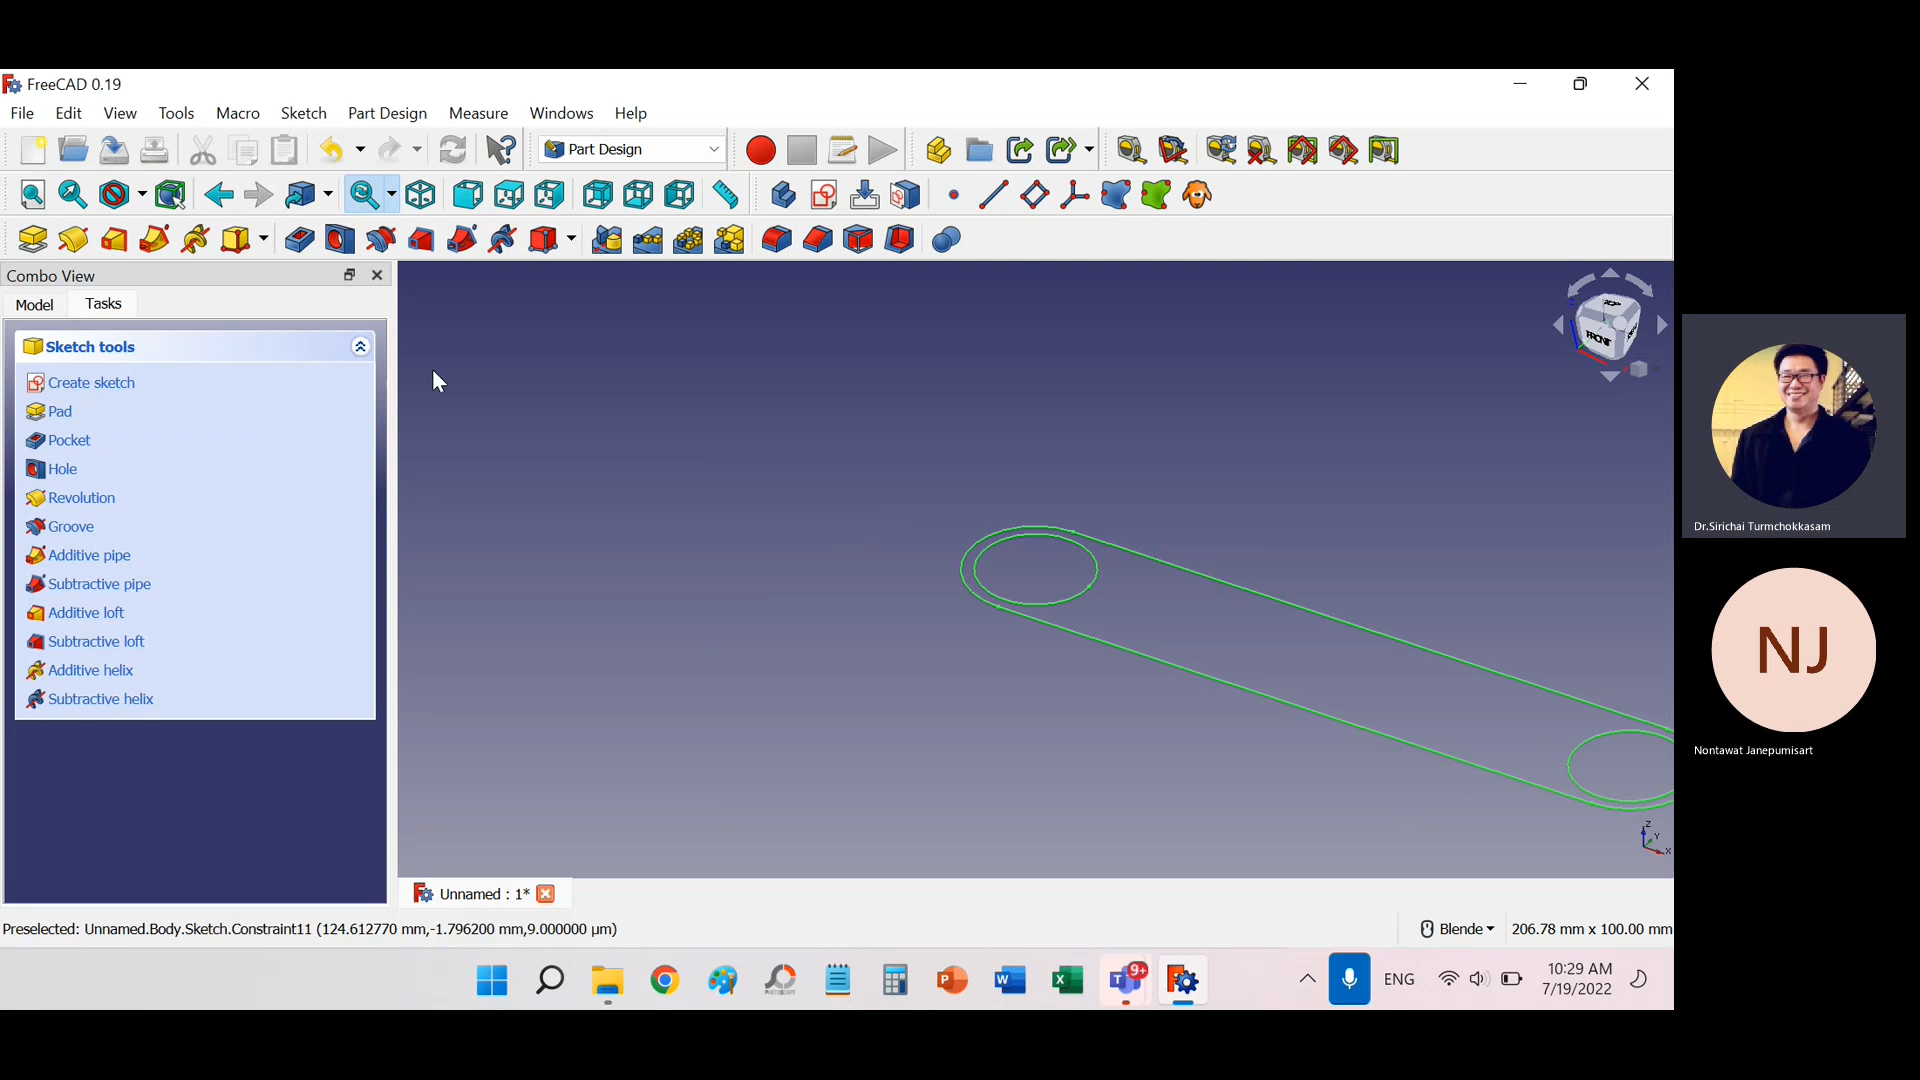 FreeCAD 0.19
File Edit View Tools Macro Sketch Part Design Measure Windows Help
Part Design
Combo View
Model Tasks
Sketch tools
Create sketch
Pad
Pocket
Hole
Revolution
Groove
Additive pipe
Subtractive pipe
Additive loft
Subtractive loft
Additive helix
Subtractive helix
TOP
FRONT
Z
Y
X
Unnamed : 1*
Preselected: Unnamed.Body.Sketch.Constraint11 (124.612770 mm,-1.796200 mm,9.000000 µm)
Blende
206.78 mm x 100.00 mm
9+
ENG
10:29 AM
7/19/2022
Dr.Sirichai Turmchokkasam
NJ
Nontawat Janepumisart